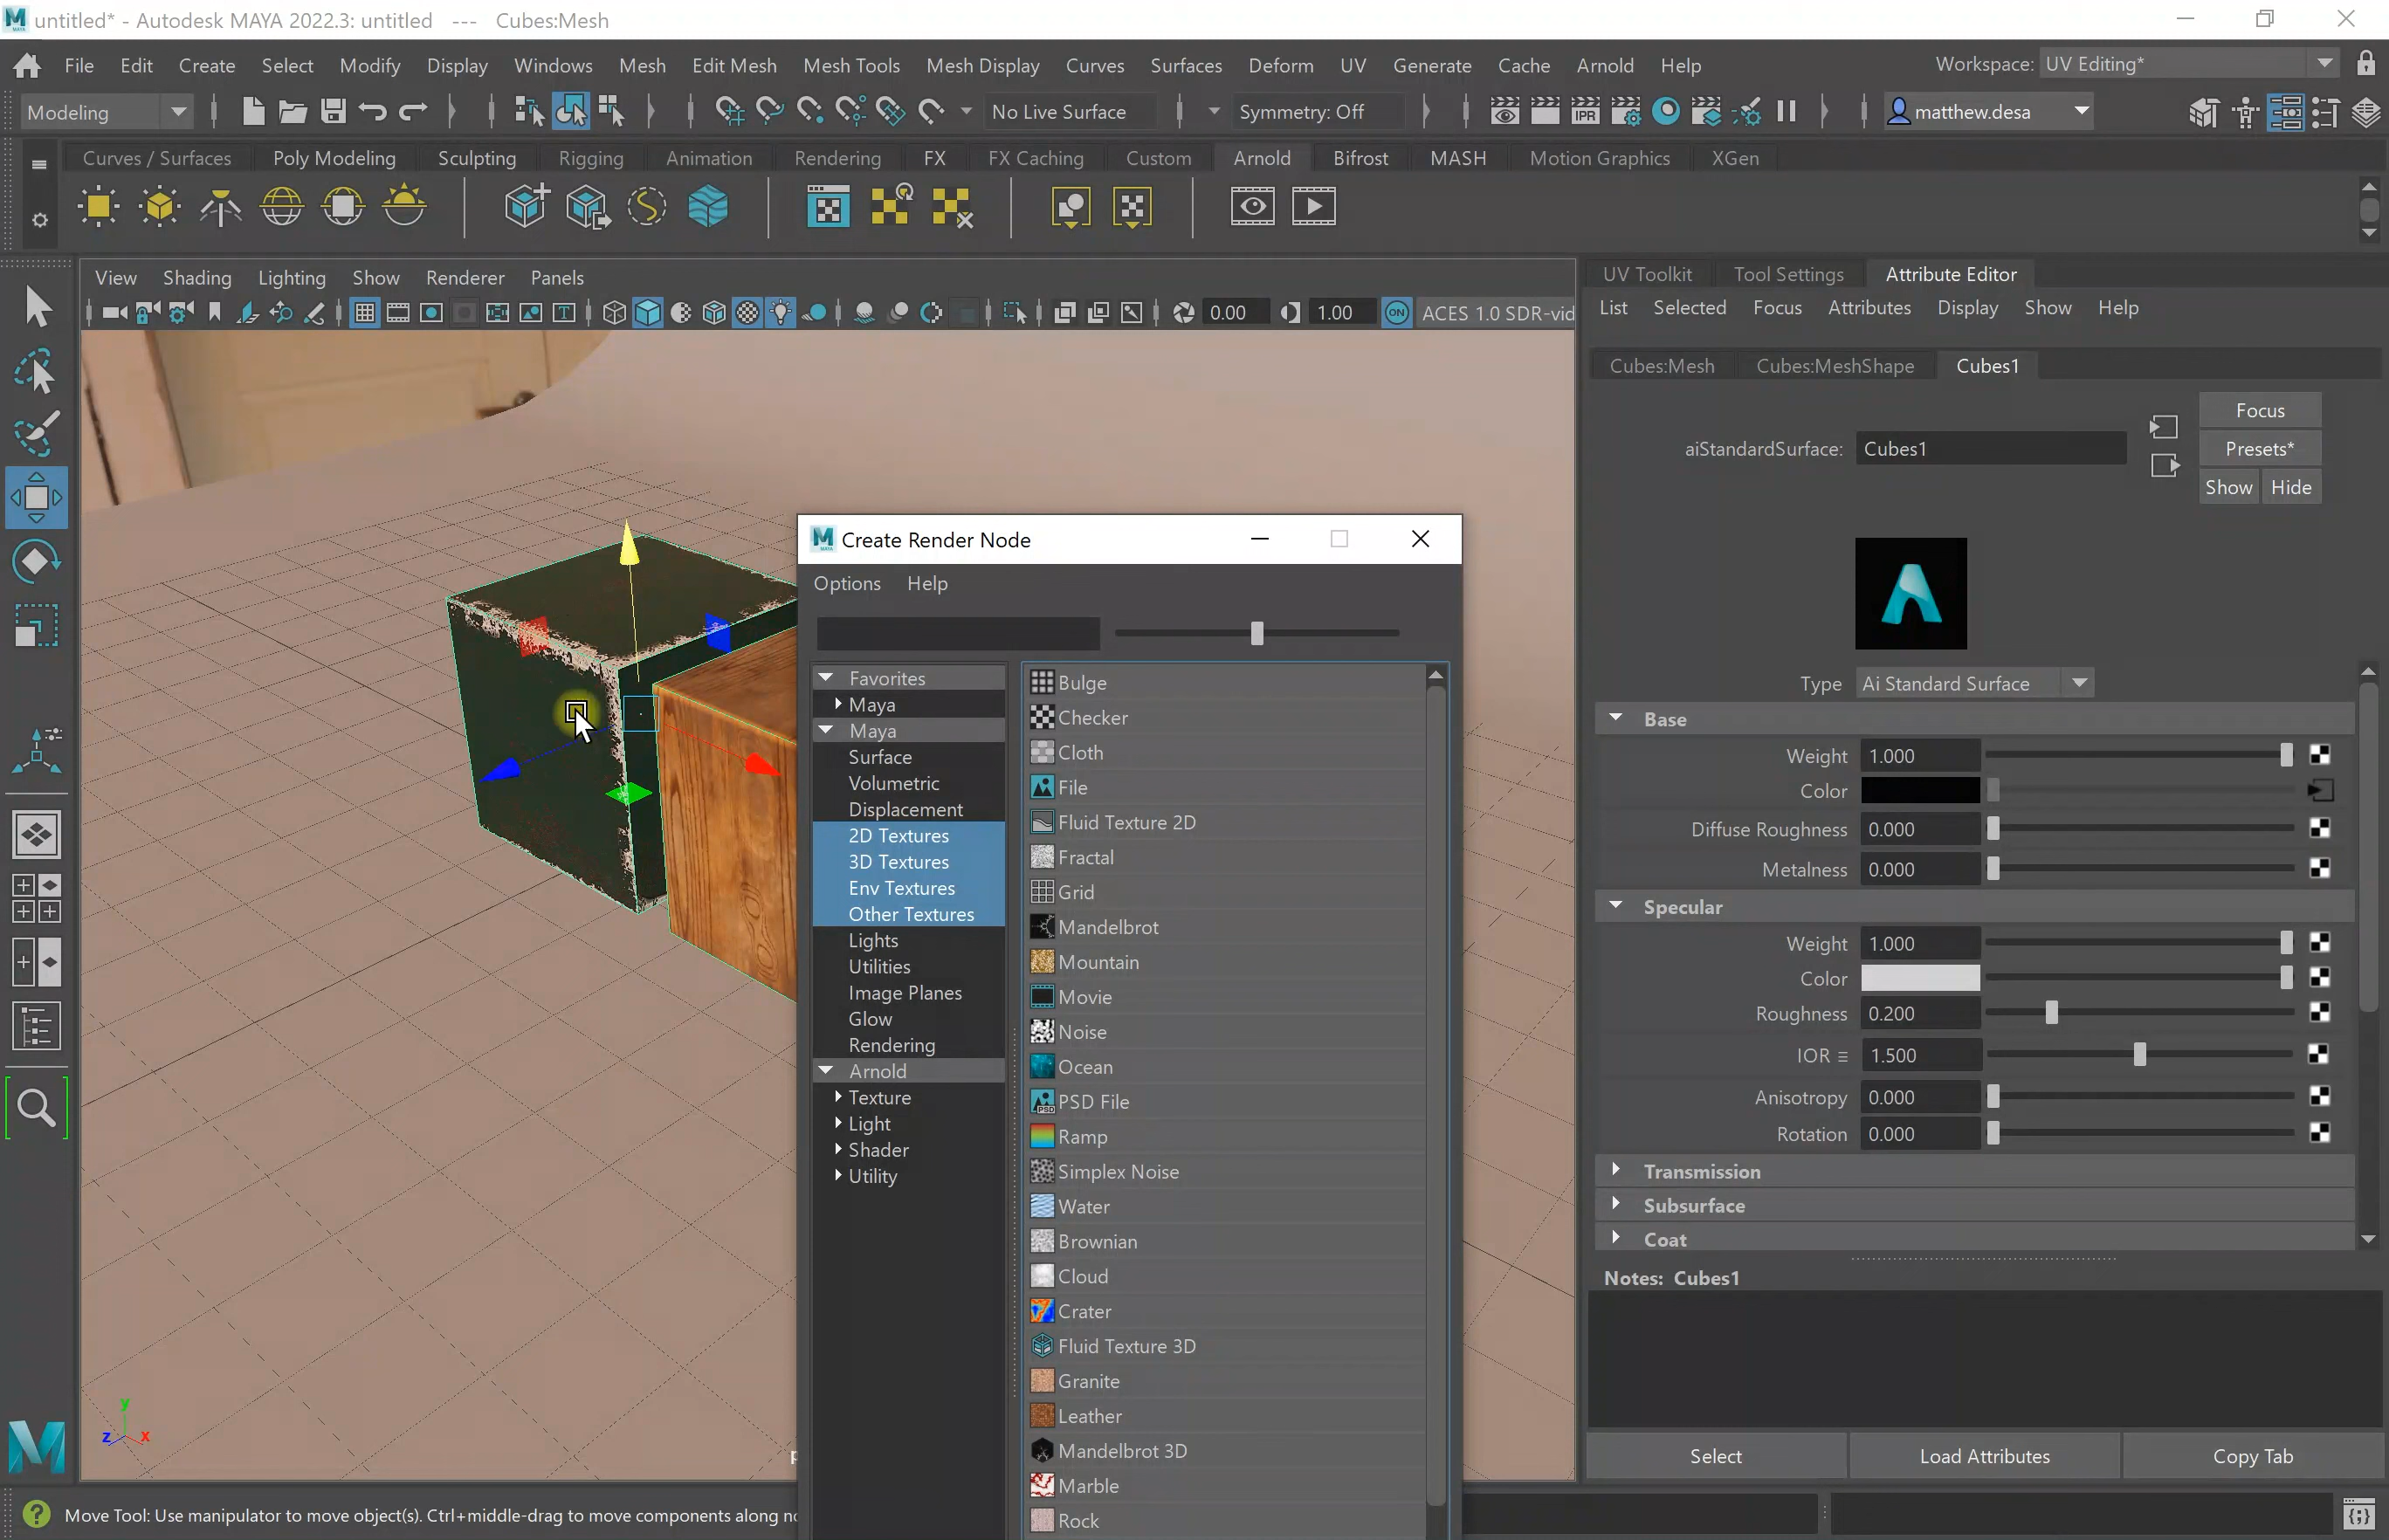 untitled* - Autodesk MAYA 2022.3: untitled --- Cubes:Mesh
File Edit Create Select Modify Display Windows Mesh Edit Mesh Mesh Tools Mesh Display Curves Surfaces Deform UV Generate Cache Arnold Help
Workspace: UV Editing*
Modeling
No Live Surface
Symmetry: Off
IPR
matthew.desa
Curves / Surfaces Poly Modeling Sculpting Rigging Animation Rendering FX FX Caching Custom Arnold Bifrost MASH Motion Graphics XGen
View Shading Lighting Show Renderer Panels
0.00 1.00 ON ACES 1.0 SDR-vid
UV Toolkit Tool Settings Attribute Editor
List Selected Focus Attributes Display Show Help
Cubes:Mesh Cubes:MeshShape Cubes1
Focus
aiStandardSurface: Cubes1
Presets*
Show Hide
Type Ai Standard Surface
Base
Weight 1.000
Color
Diffuse Roughness 0.000
Metalness 0.000
Specular
Weight 1.000
Color
Roughness 0.200
IOR 1.500
Anisotropy 0.000
Rotation 0.000
Transmission
Subsurface
Coat
Notes: Cubes1
Select Load Attributes Copy Tab
Create Render Node
Options Help
Favorites
Maya
Maya
Surface
Volumetric
Displacement
2D Textures
3D Textures
Env Textures
Other Textures
Lights
Utilities
Image Planes
Glow
Rendering
Arnold
Texture
Light
Shader
Utility
Bulge
Checker
Cloth
File
Fluid Texture 2D
Fractal
Grid
Mandelbrot
Mountain
Movie
Noise
Ocean
PSD File
Ramp
Simplex Noise
Water
Brownian
Cloud
Crater
Fluid Texture 3D
Granite
Leather
Mandelbrot 3D
Marble
Rock
y
z x
Move Tool: Use manipulator to move object(s). Ctrl+middle-drag to move components along